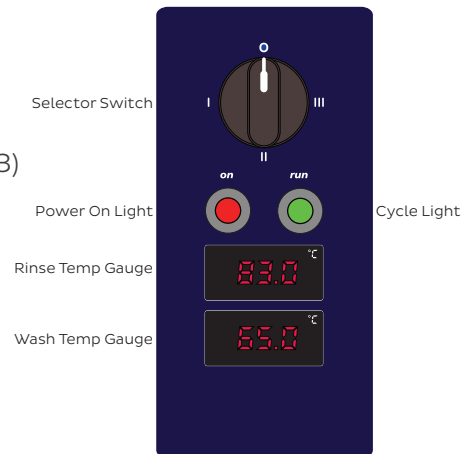 O
Selector Switch
I
III
3)
II
on
run
Power On Light
Cycle Light
Rinse Temp Gauge
83.0
°C
Wash Temp Gauge
65.0
°C